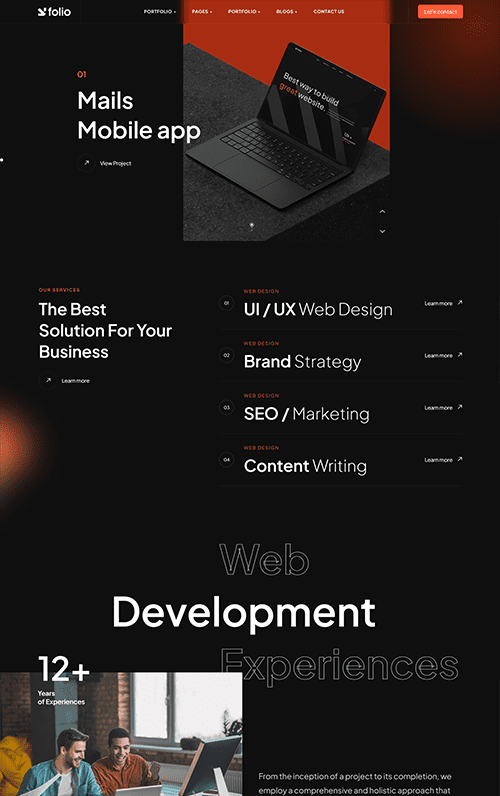 folio
PORTFOLIO
PAGES
PORTFOLIO
BLOGS
CONTACT US
Let's contact
01
Mails
Mobile app
View Project
Best way to build
great website.
OUR SERVICES
The Best
Solution For Your
Business
Learn more
01
WEB DESIGN
UI / UX Web Design
Learn more
02
WEB DESIGN
Brand Strategy
Learn more
03
WEB DESIGN
SEO / Marketing
Learn more
04
WEB DESIGN
Content Writing
Learn more
Web
Development
Experiences
12+
Years
of Experiences
From the inception of a project to its completion, we
employ a comprehensive and holistic approach that